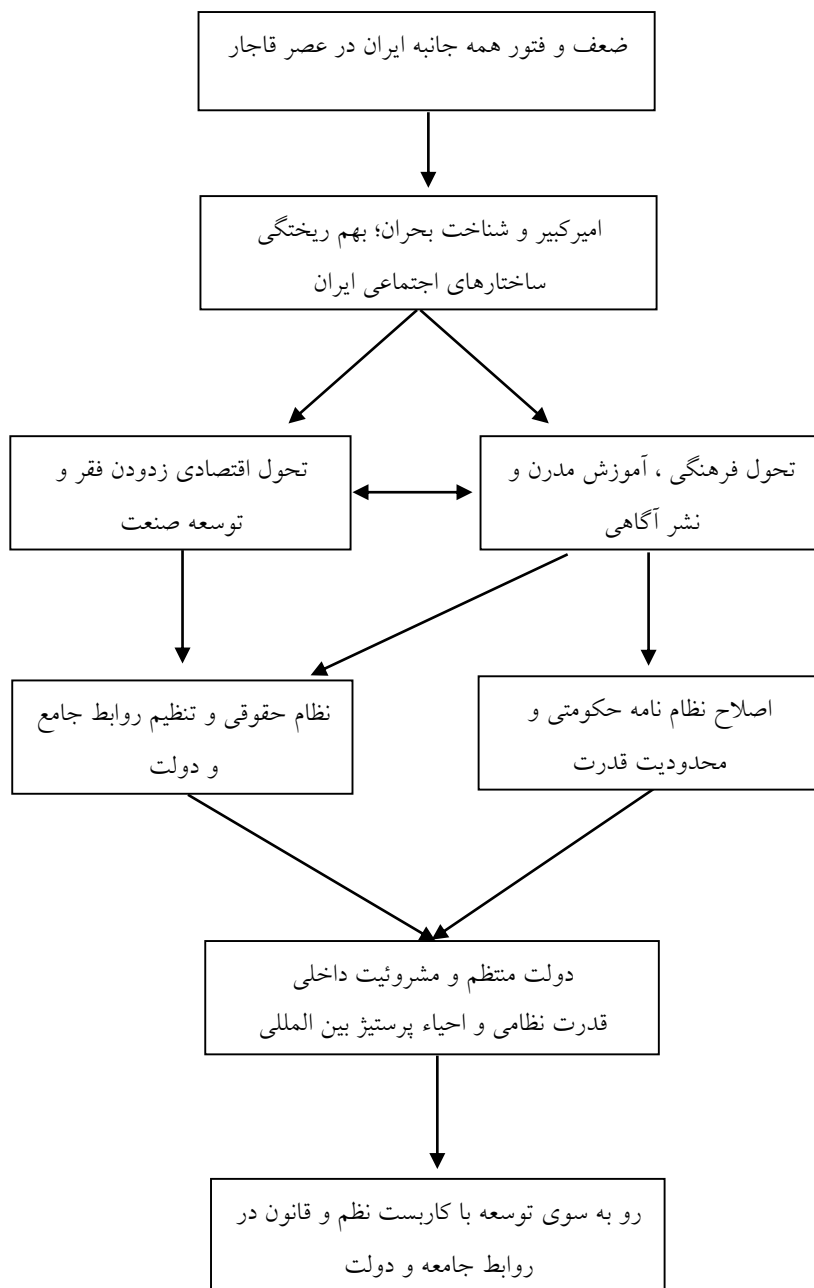 ضعف و فتور همه جانبه ایران در عصر قاجار
امیرکبیر و شناخت بحران؛ بهم ریختگی
ساختارهای اجتماعی ایران
تحول فرهنگی ، آموزش مدرن و
نشر آگاهی
تحول اقتصادی زدودن فقر و
توسعه صنعت
اصلاح نظام نامه حکومتی و
محدودیت قدرت
نظام حقوقی و تنظیم روابط جامع
و دولت
دولت منتظم و مشروئیت داخلی
قدرت نظامی و احیاء پرستیژ بین المللی
رو به سوی توسعه با کاربست نظم و قانون در
روابط جامعه و دولت